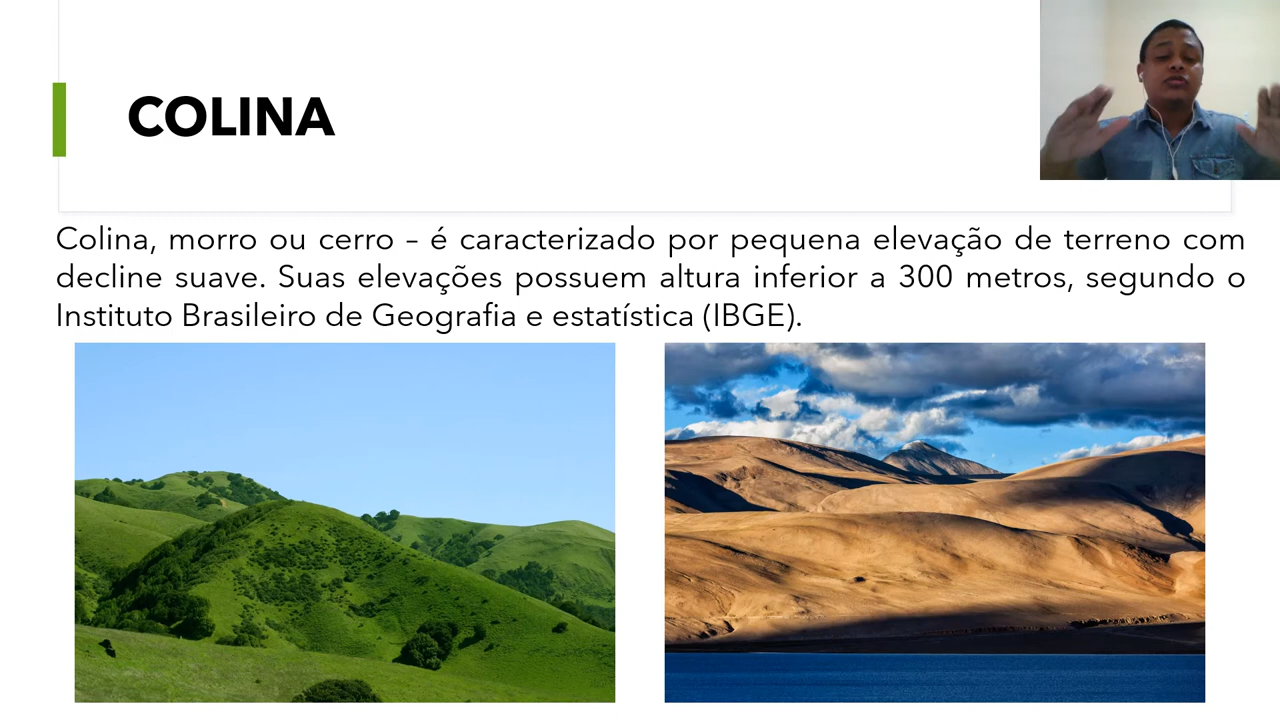 COLINA
Colina, morro ou cerro – é caracterizado por pequena elevação de terreno com
decline suave. Suas elevações possuem altura inferior a 300 metros, segundo o
Instituto Brasileiro de Geografia e estatística (IBGE).